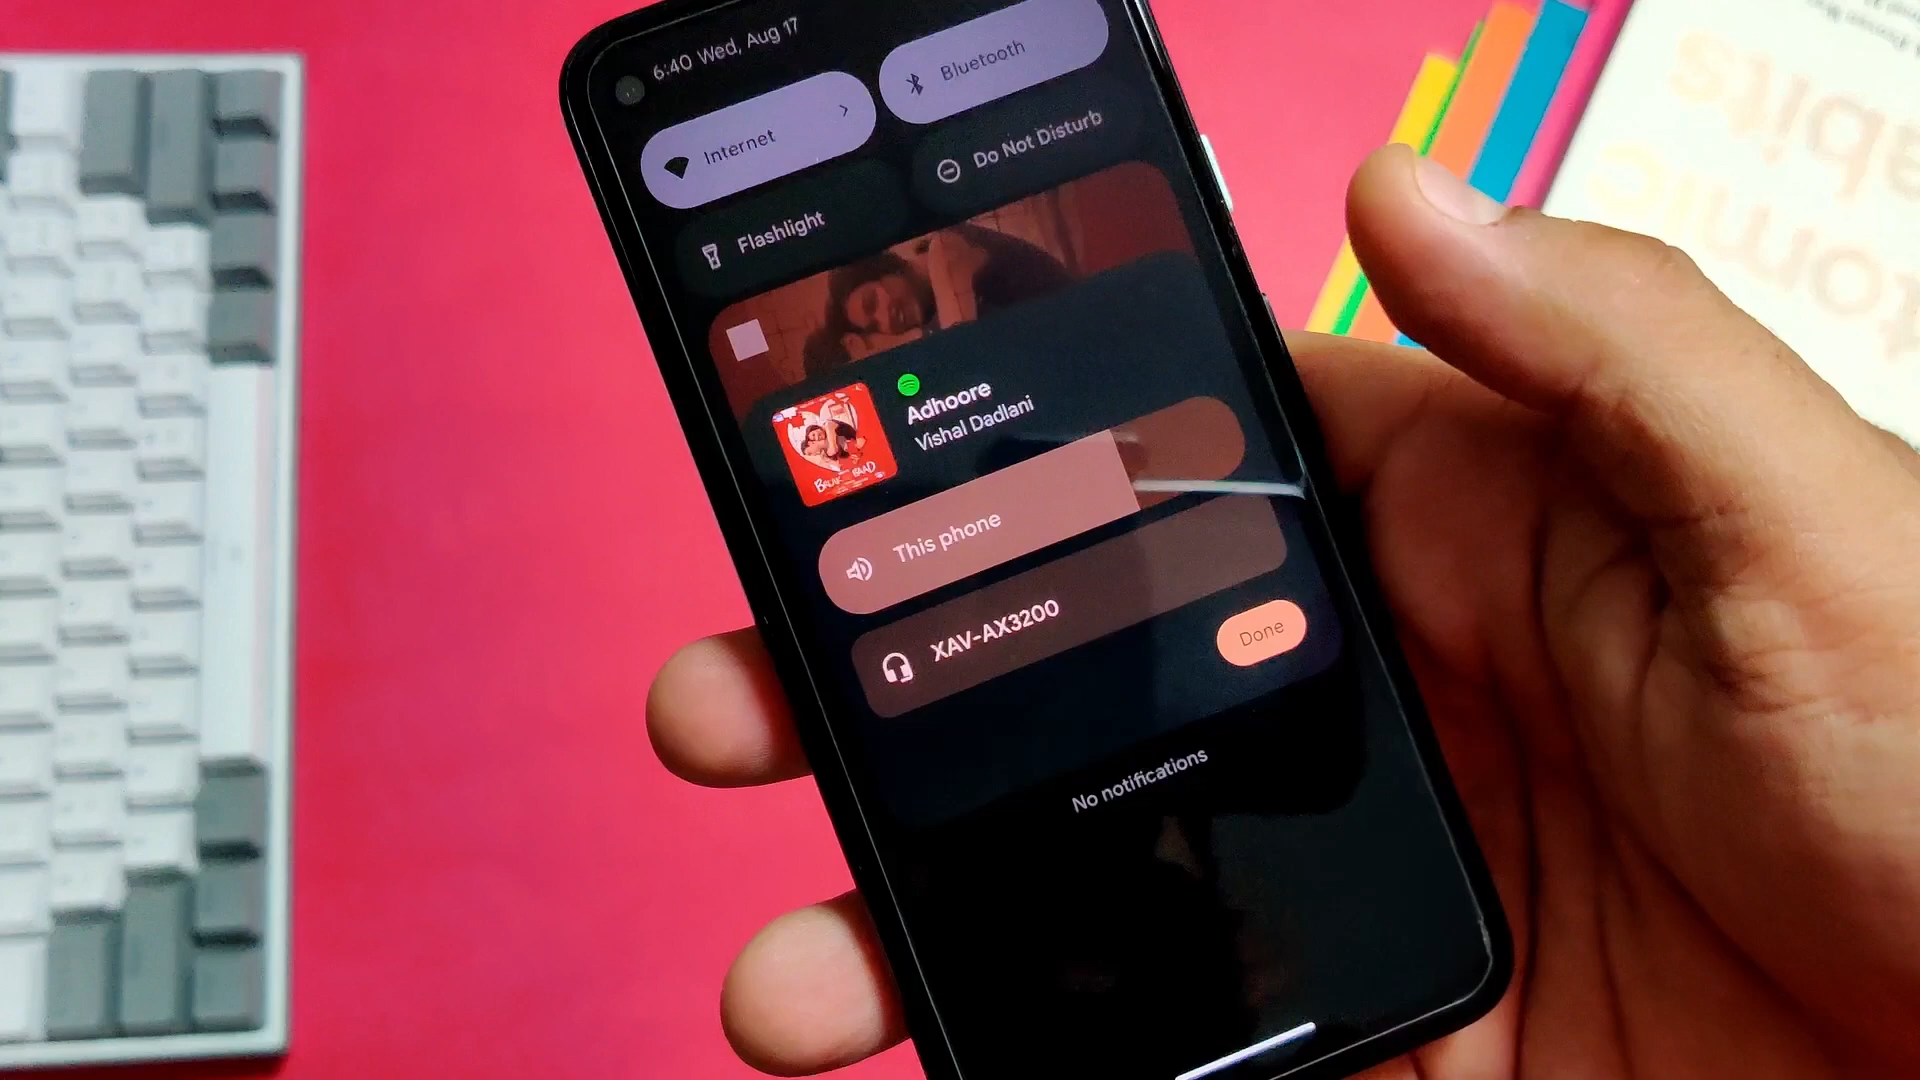 6:40 Wed, Aug 17
Internet
Bluetooth
Flashlight
Do Not Disturb
Adhoore
Vishal Dadlani
This phone
XAV-AX3200
Done
No notifications